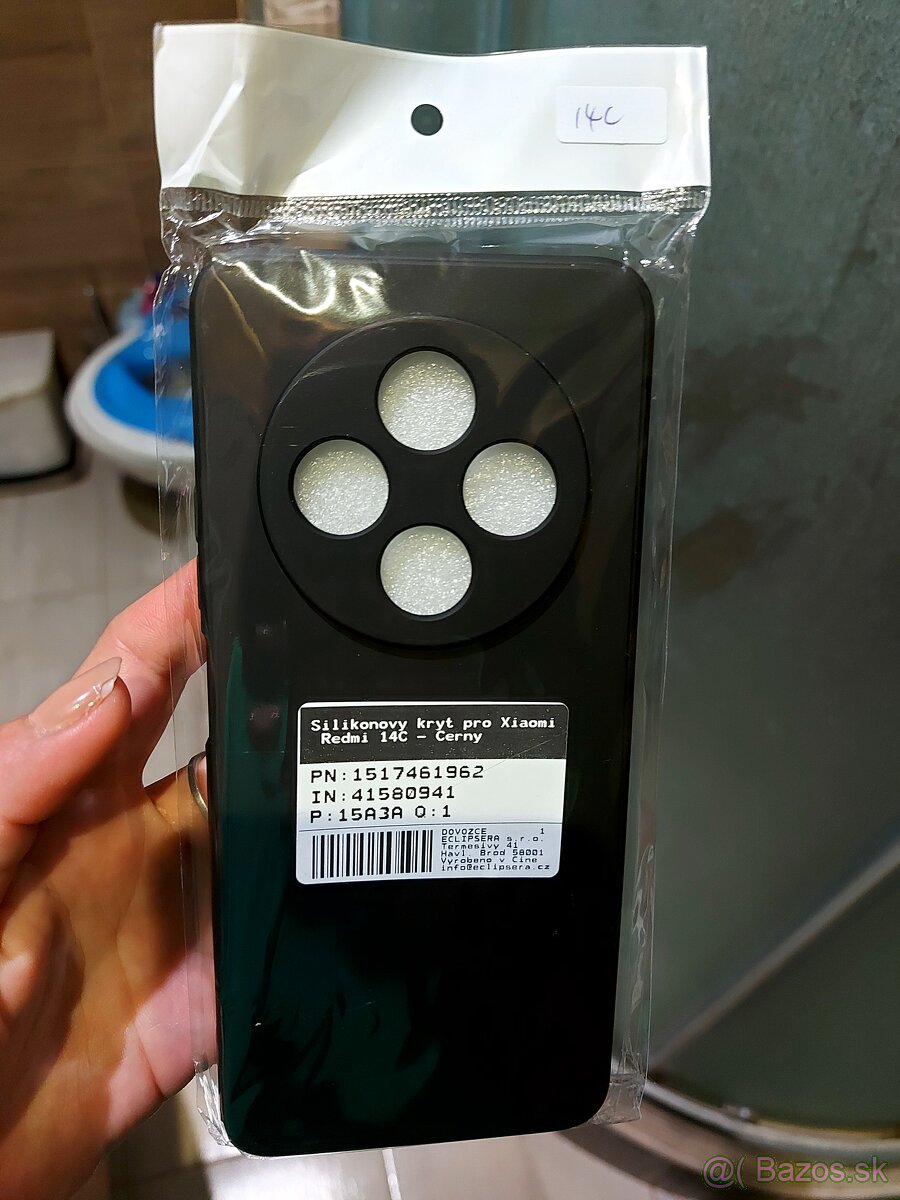 14C
Silikonovy kryt pro Xiaomi
Redmi 14C - Cerny
PN:1517461962
IN:41580941
P:15A3A Q:1
DOVOZCE 1
ECLIPSERA s.r.o.
Termesivy 41
Havl. Brod 58001
Vyrobeno v Cine
info@eclipsera.cz
@( Bazos.sk